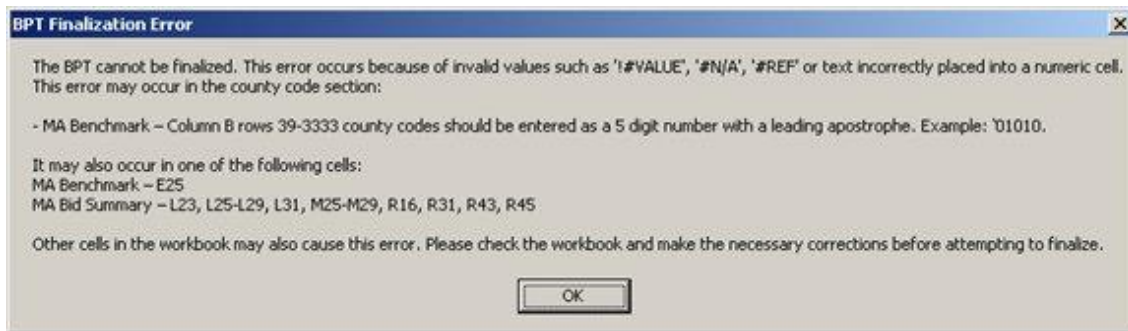 BPT Finalization Error
The BPT cannot be finalized. This error occurs because of invalid values such as '!#VALUE', '#N/A', '#REF' or text incorrectly placed into a numeric cell.
This error may occur in the county code section:
- MA Benchmark – Column B rows 39-3333 county codes should be entered as a 5 digit number with a leading apostrophe. Example: '01010.
It may also occur in one of the following cells:
MA Benchmark – E25
MA Bid Summary – L23, L25-L29, L31, M25-M29, R16, R31, R43, R45
Other cells in the workbook may also cause this error. Please check the workbook and make the necessary corrections before attempting to finalize.
OK